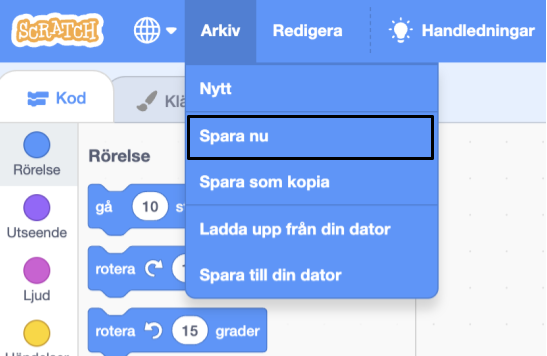 SCRATCH
Arkiv
Redigera
Handledningar
Kod
Nytt
Spara nu
Spara som kopia
Ladda upp från din dator
Spara till din dator
Rörelse
Utseende
Ljud
Rörelse
gå 10
rotera
rotera 15 grader